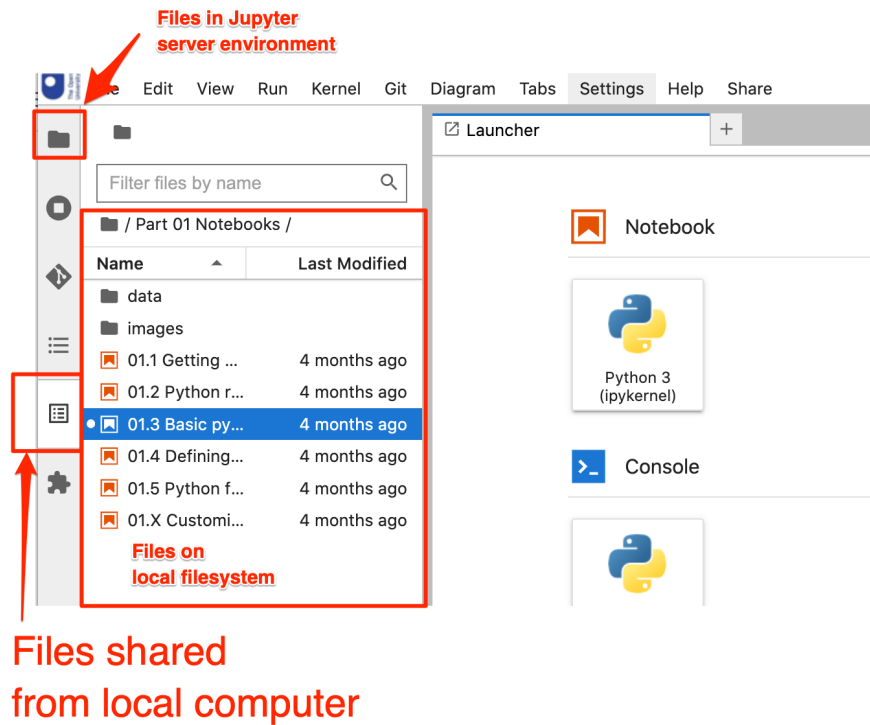 Files in Jupyter
server environment
The Open
University
Edit View Run Kernel Git Diagram Tabs Settings Help Share
Launcher +
Filter files by name
/ Part 01 Notebooks /
Name Last Modified
data
images
01.1 Getting ... 4 months ago
01.2 Python r... 4 months ago
01.3 Basic py... 4 months ago
01.4 Defining... 4 months ago
01.5 Python f... 4 months ago
01.X Customi... 4 months ago
Files on
local filesystem
Notebook
Python 3
(ipykernel)
Console
Files shared
from local computer